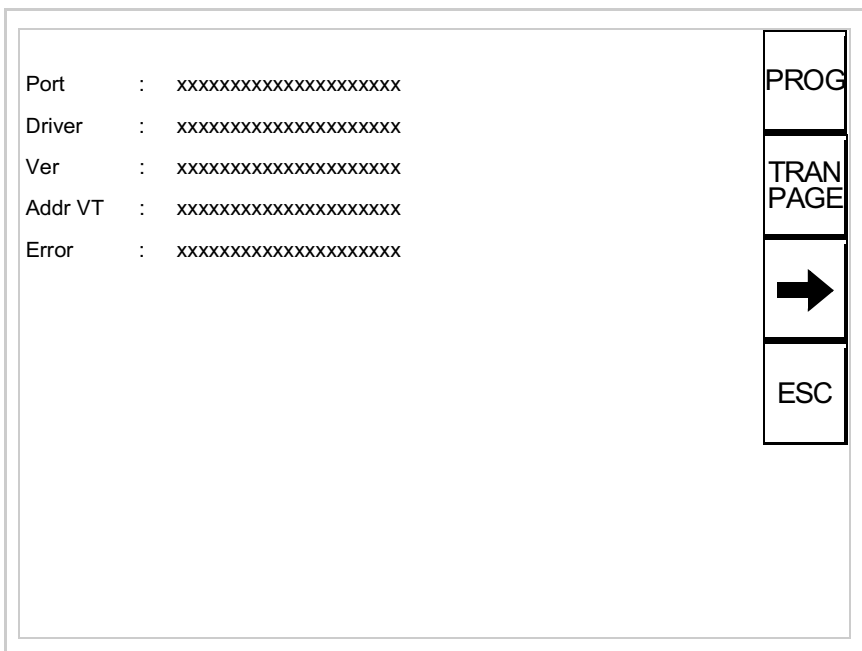 Port : xxxxxxxxxxxxxxxxxxxxx
Driver : xxxxxxxxxxxxxxxxxxxxx
Ver : xxxxxxxxxxxxxxxxxxxxx
Addr VT : xxxxxxxxxxxxxxxxxxxxx
Error : xxxxxxxxxxxxxxxxxxxxx
PROG
TRAN
PAGE
ESC